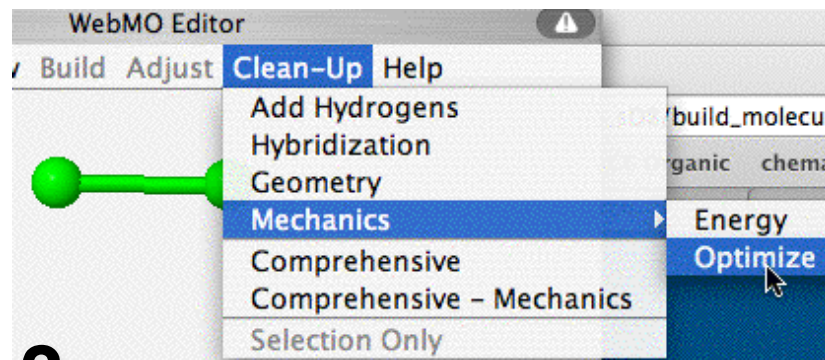 WebMO Editor
Build Adjust Clean-Up Help
Add Hydrogens
/build_molecu
Hybridization
rganic chema
Geometry
Mechanics
Energy
Optimize
Comprehensive
Comprehensive - Mechanics
Selection Only